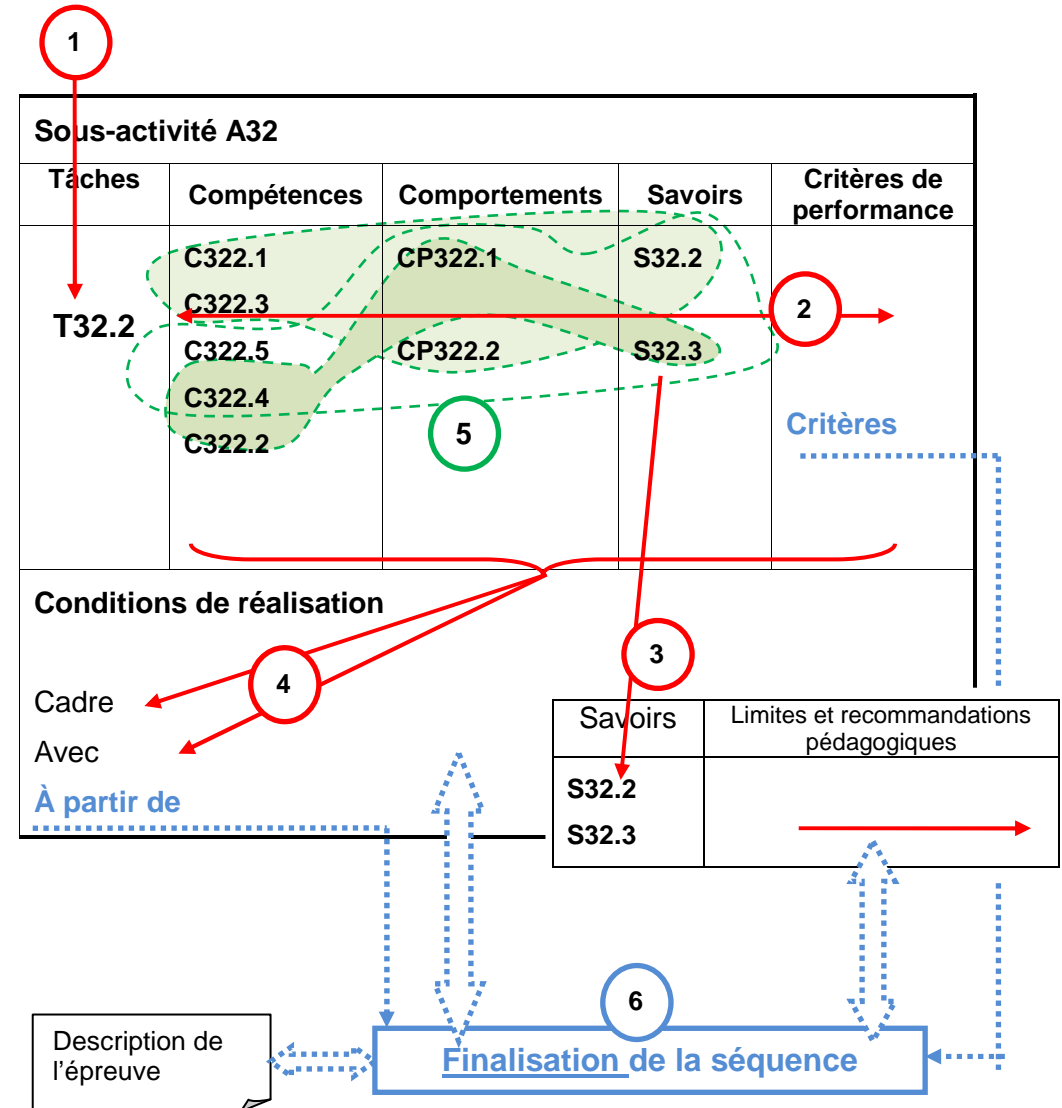 1
Sous-activité A32
Tâches
Compétences
Comportements
Savoirs
Critères de
performance
T32.2
C322.1
C322.3
C322.5
C322.4
C322.2
CP322.1
CP322.2
S32.2
S32.3
2
5
Critères
Conditions de réalisation
3
4
Cadre
Avec
À partir de
Savoirs
Limites et recommandations
pédagogiques
S32.2
S32.3
6
Description de
l'épreuve
Finalisation de la séquence